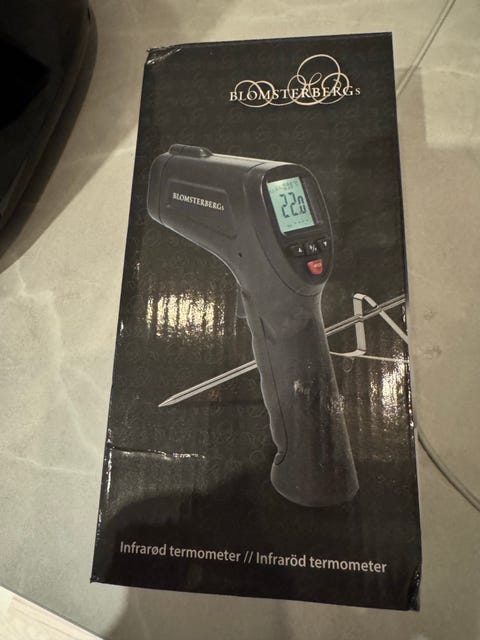 BLOMSTERBERGS
BLOMSTERBERGS
22.0
Infrarød termometer // Infraröd termometer